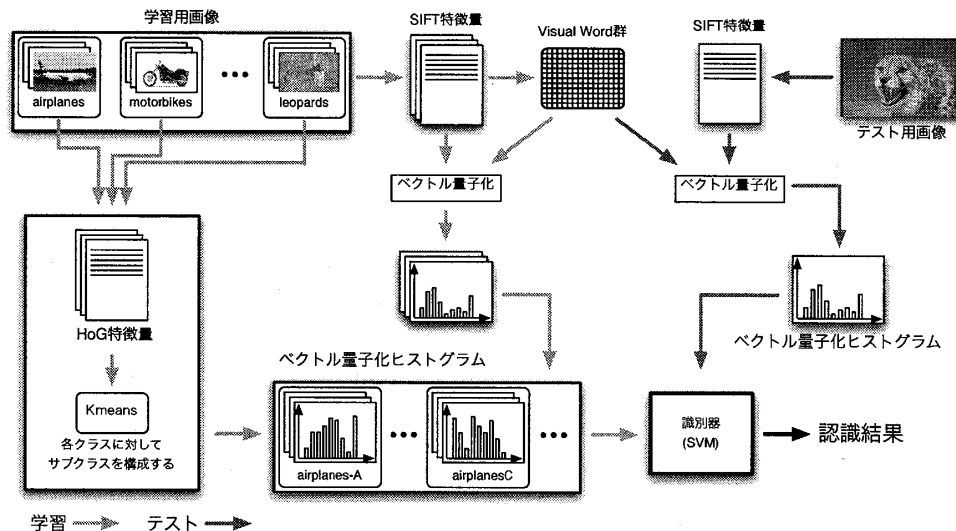 学習用画像
SIFT特徴量
Visual Word群
SIFT特徴量
airplanes
motorbikes
leopards
テスト用画像
ベクトル量子化
ベクトル量子化
HoG特徴量
ベクトル量子化ヒストグラム
ベクトル量子化ヒストグラム
Kmeans
各クラスに対して
サブクラスを構成する
airplanes-A
airplanesC
識別器
(SVM)
認識結果
学習
テスト